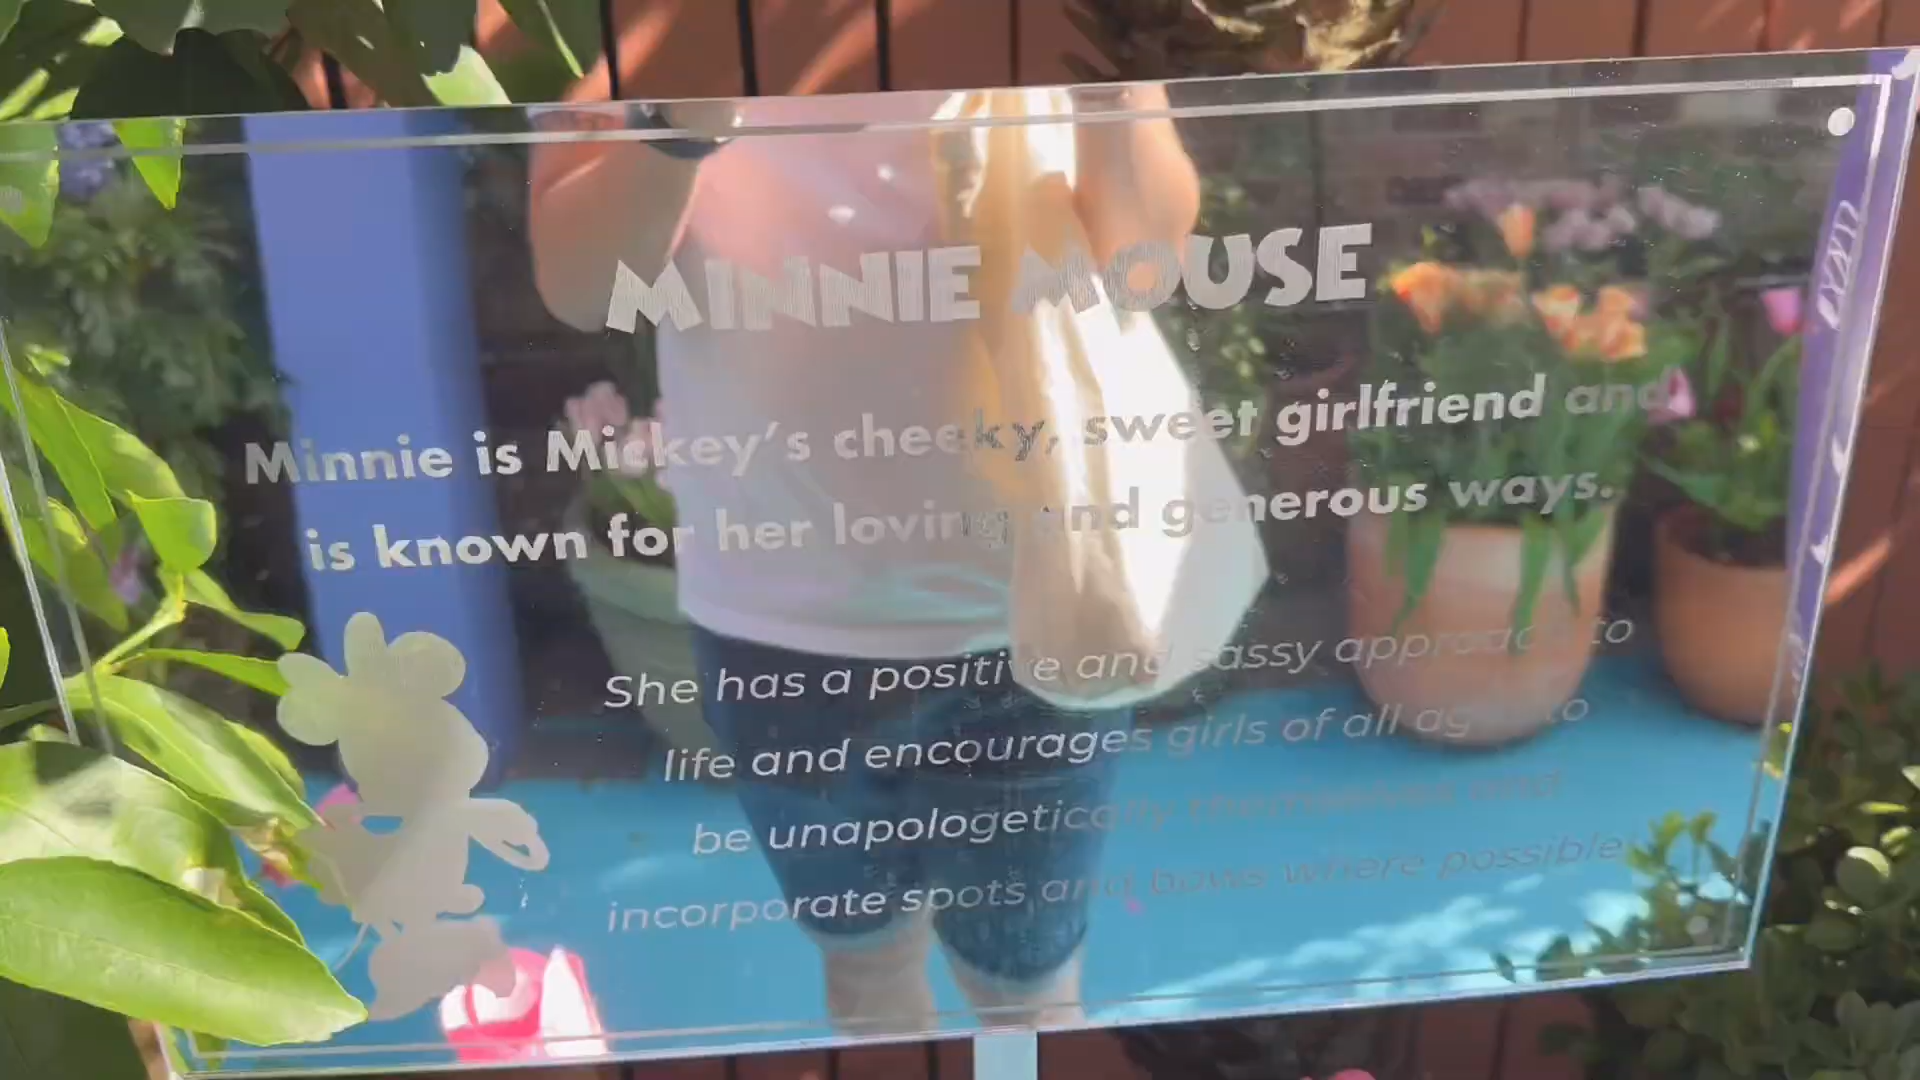 MINNIE MOUSE
Minnie is Mickey's cheeky, sweet girlfriend and
is known for her loving and generous ways.
She has a positive and sassy approach to
life and encourages girls of all ages to
be unapologetically themselves and
incorporate spots and bows where possible!